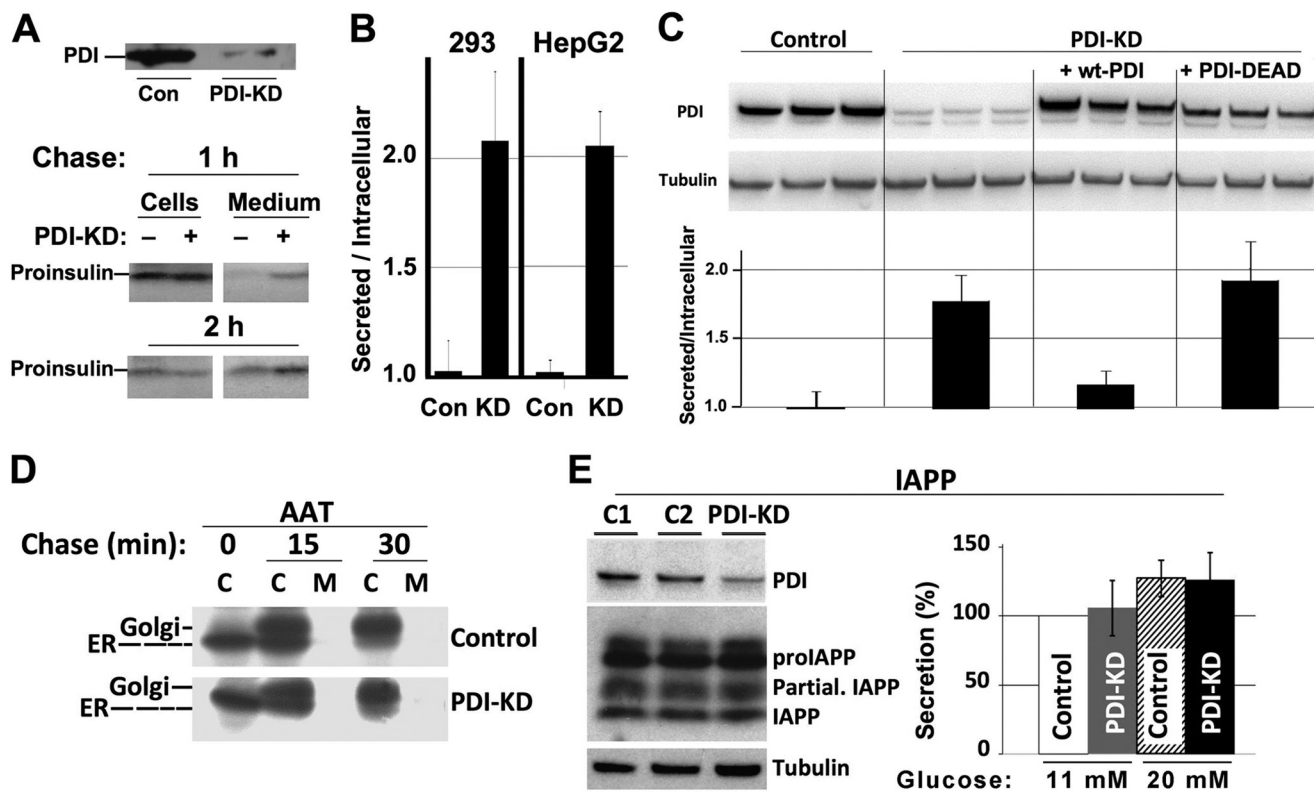 A
PDI
Con PDI-KD
Chase: 1 h
Cells Medium
PDI-KD: – + – +
Proinsulin
2 h
Proinsulin
B
293 HepG2
Secreted / Intracellular
2.0
1.5
1.0
Con KD Con KD
C
Control PDI-KD
+ wt-PDI + PDI-DEAD
PDI
Tubulin
Secreted/Intracellular
2.0
1.5
1.0
D
AAT
Chase (min): 0 15 30
C C M C M
Golgi
ER
Control
Golgi
ER
PDI-KD
E
IAPP
C1 C2 PDI-KD
PDI
proIAPP
Partial. IAPP
IAPP
Tubulin
Secretion (%)
150
100
50
0
Control PDI-KD Control PDI-KD
Glucose: 11 mM 20 mM